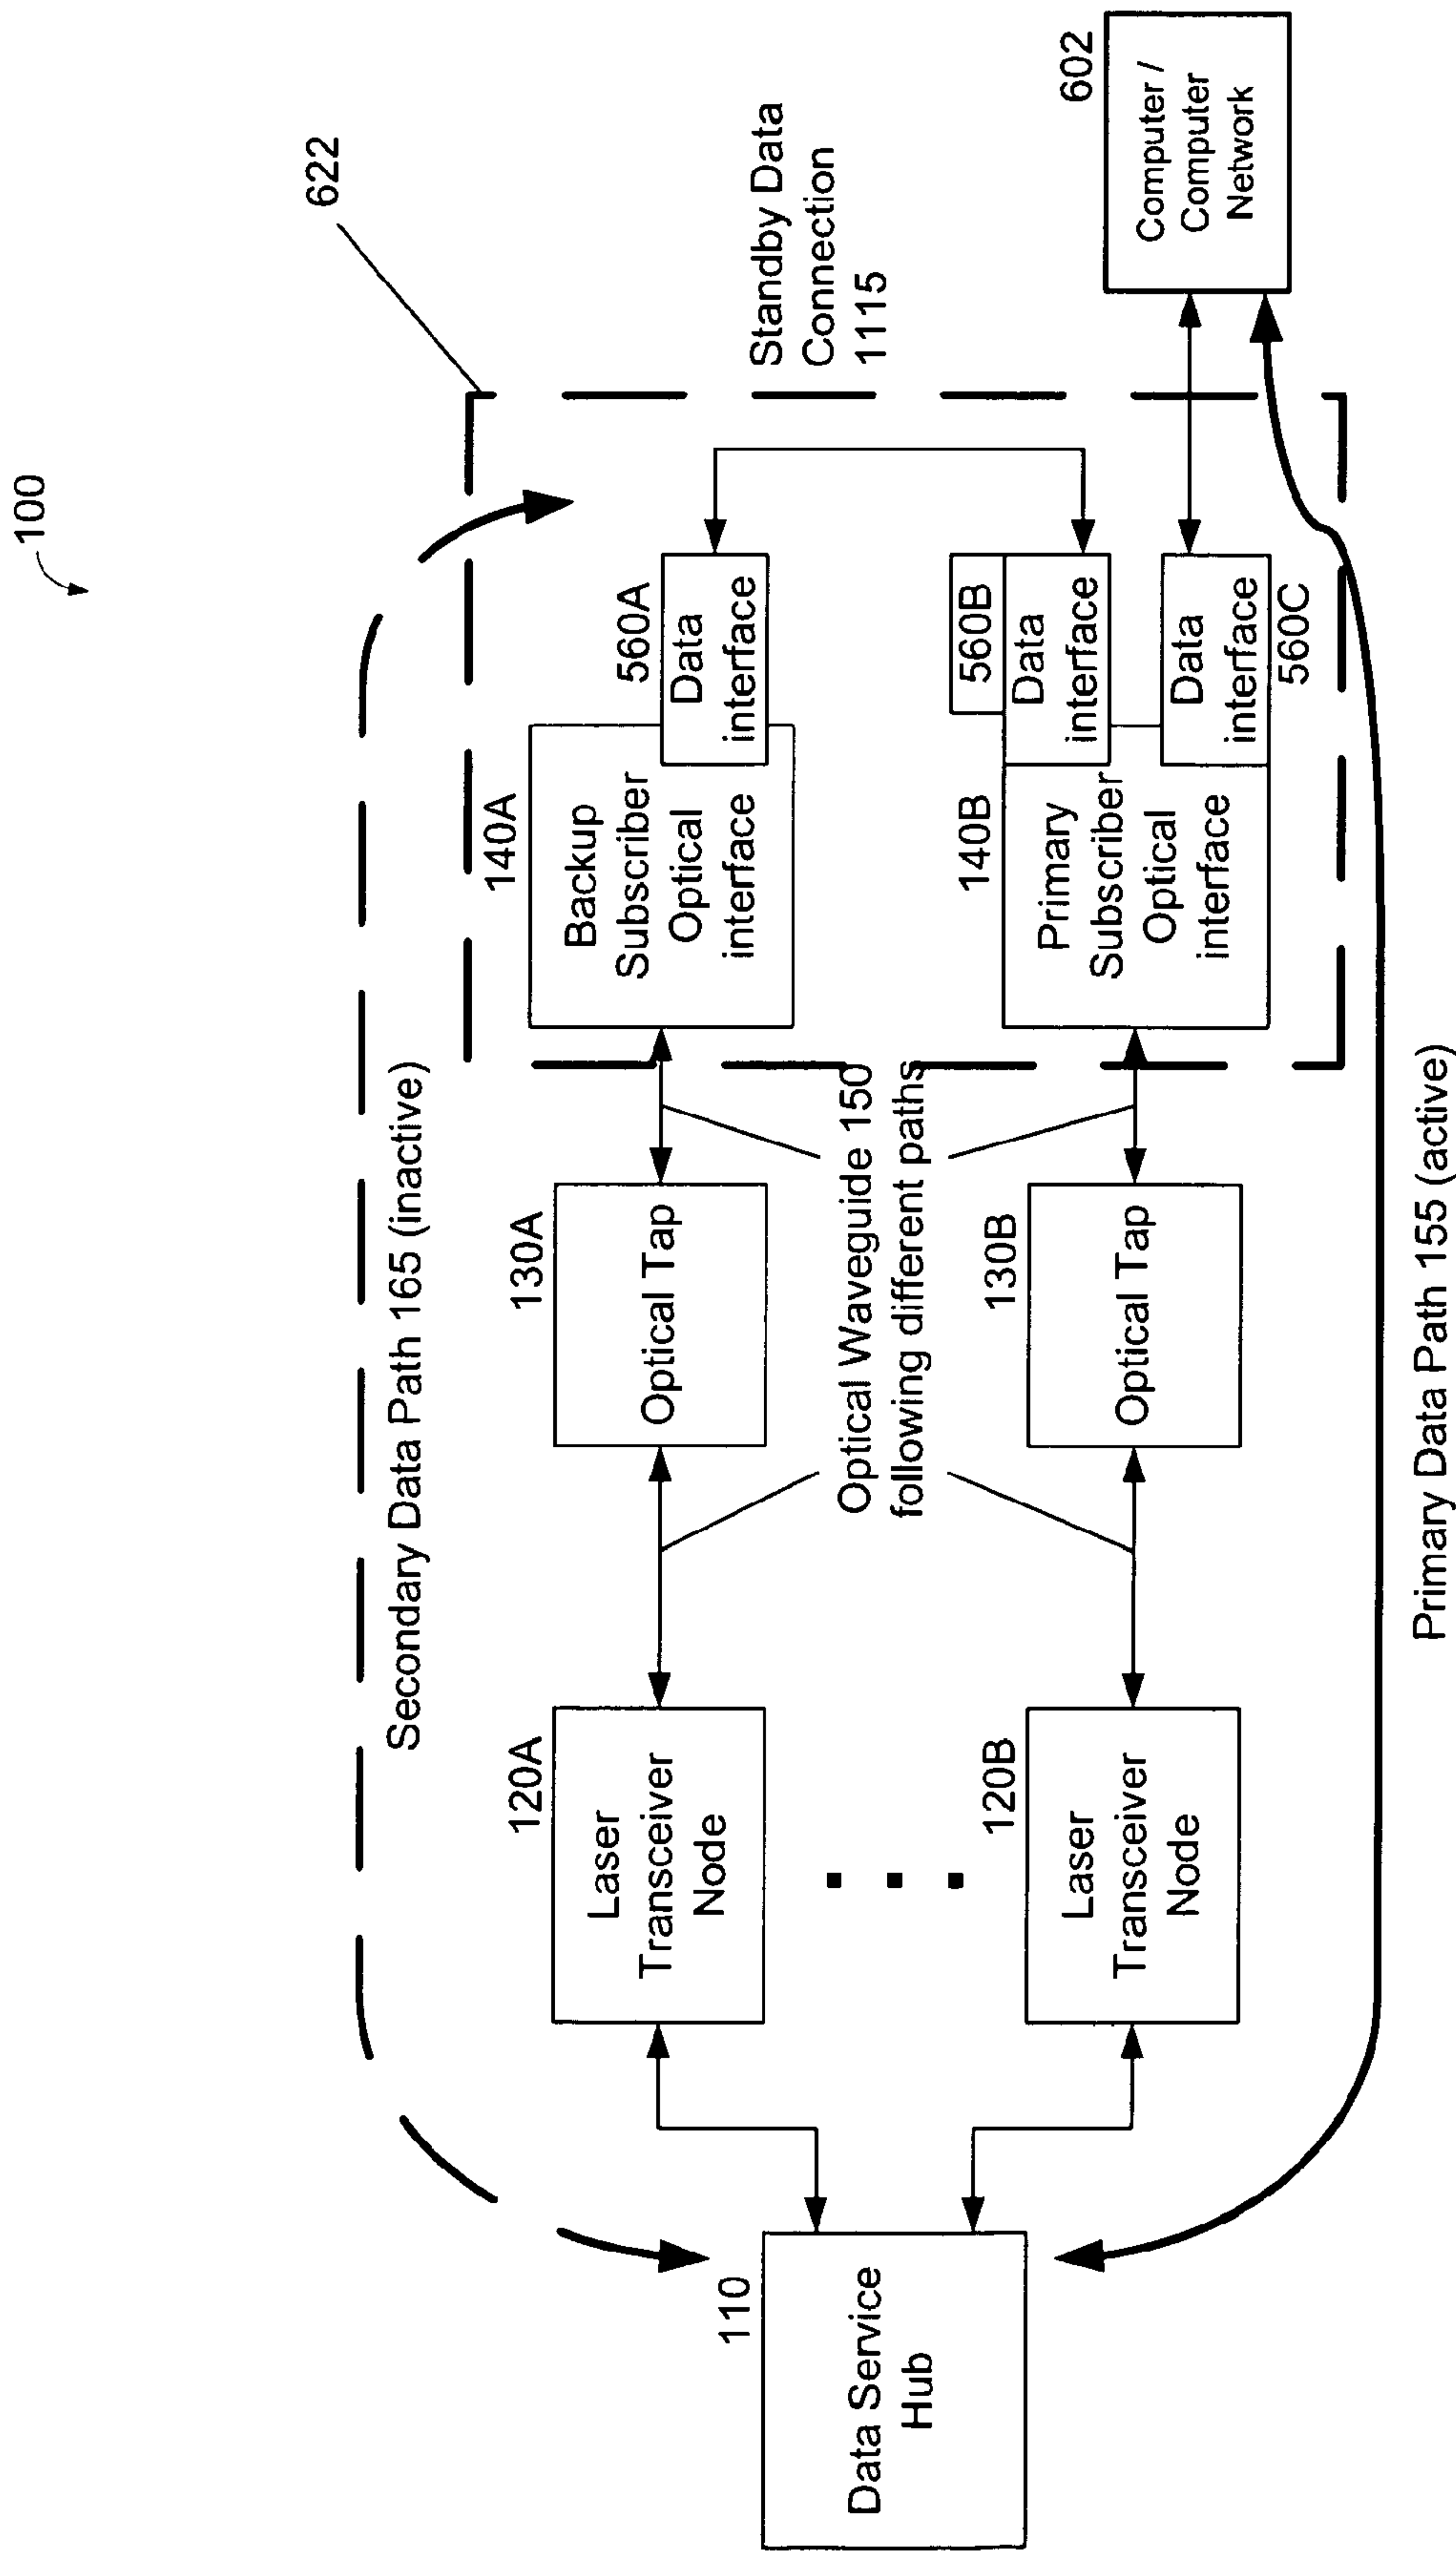 100
622
Secondary Data Path 165 (inactive)
110
Data Service
Hub
120A
Laser
Transceiver
Node
130A
Optical Tap
140A
Backup
Subscriber
Optical
interface
560A
Data
interface
Standby Data
Connection
1115
Optical Waveguide 150
following different paths
120B
Laser
Transceiver
Node
130B
Optical Tap
140B
Primary
Subscriber
Optical
interface
560B
Data
interface
Data
interface
560C
602
Computer /
Computer
Network
Primary Data Path 155 (active)